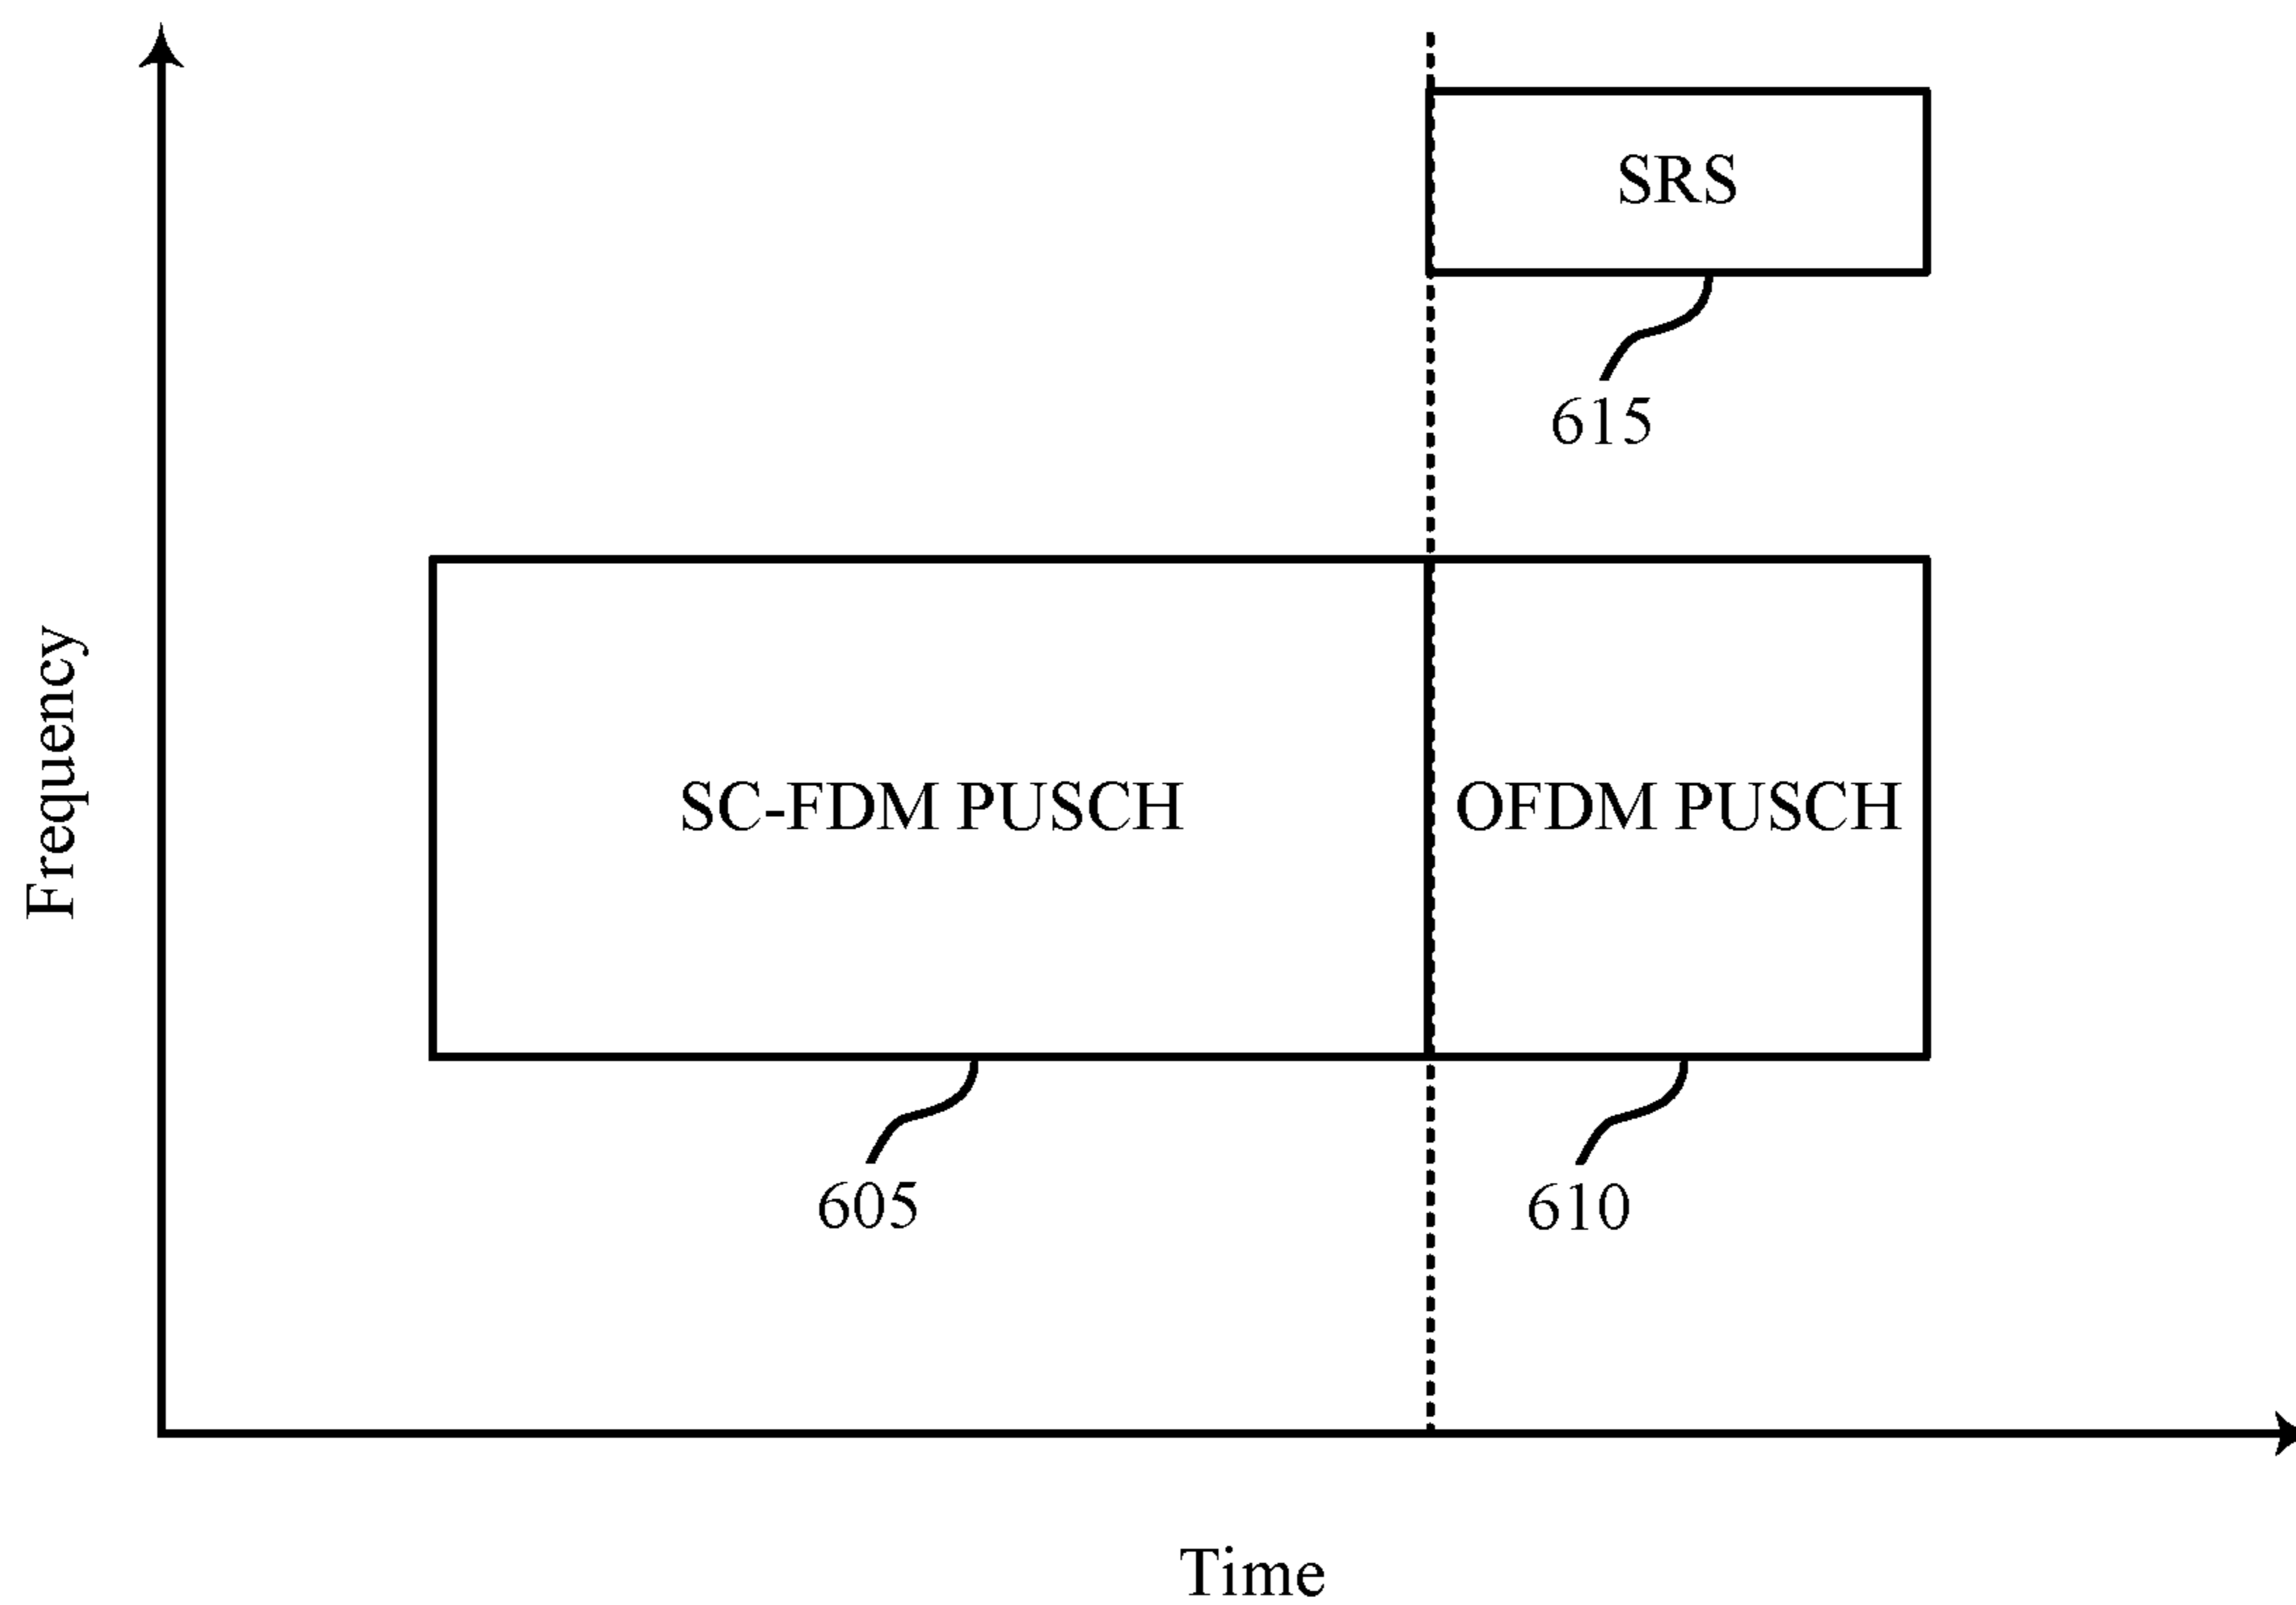 SRS
615
Frequency
SC-FDM PUSCH
OFDM PUSCH
605
610
Time